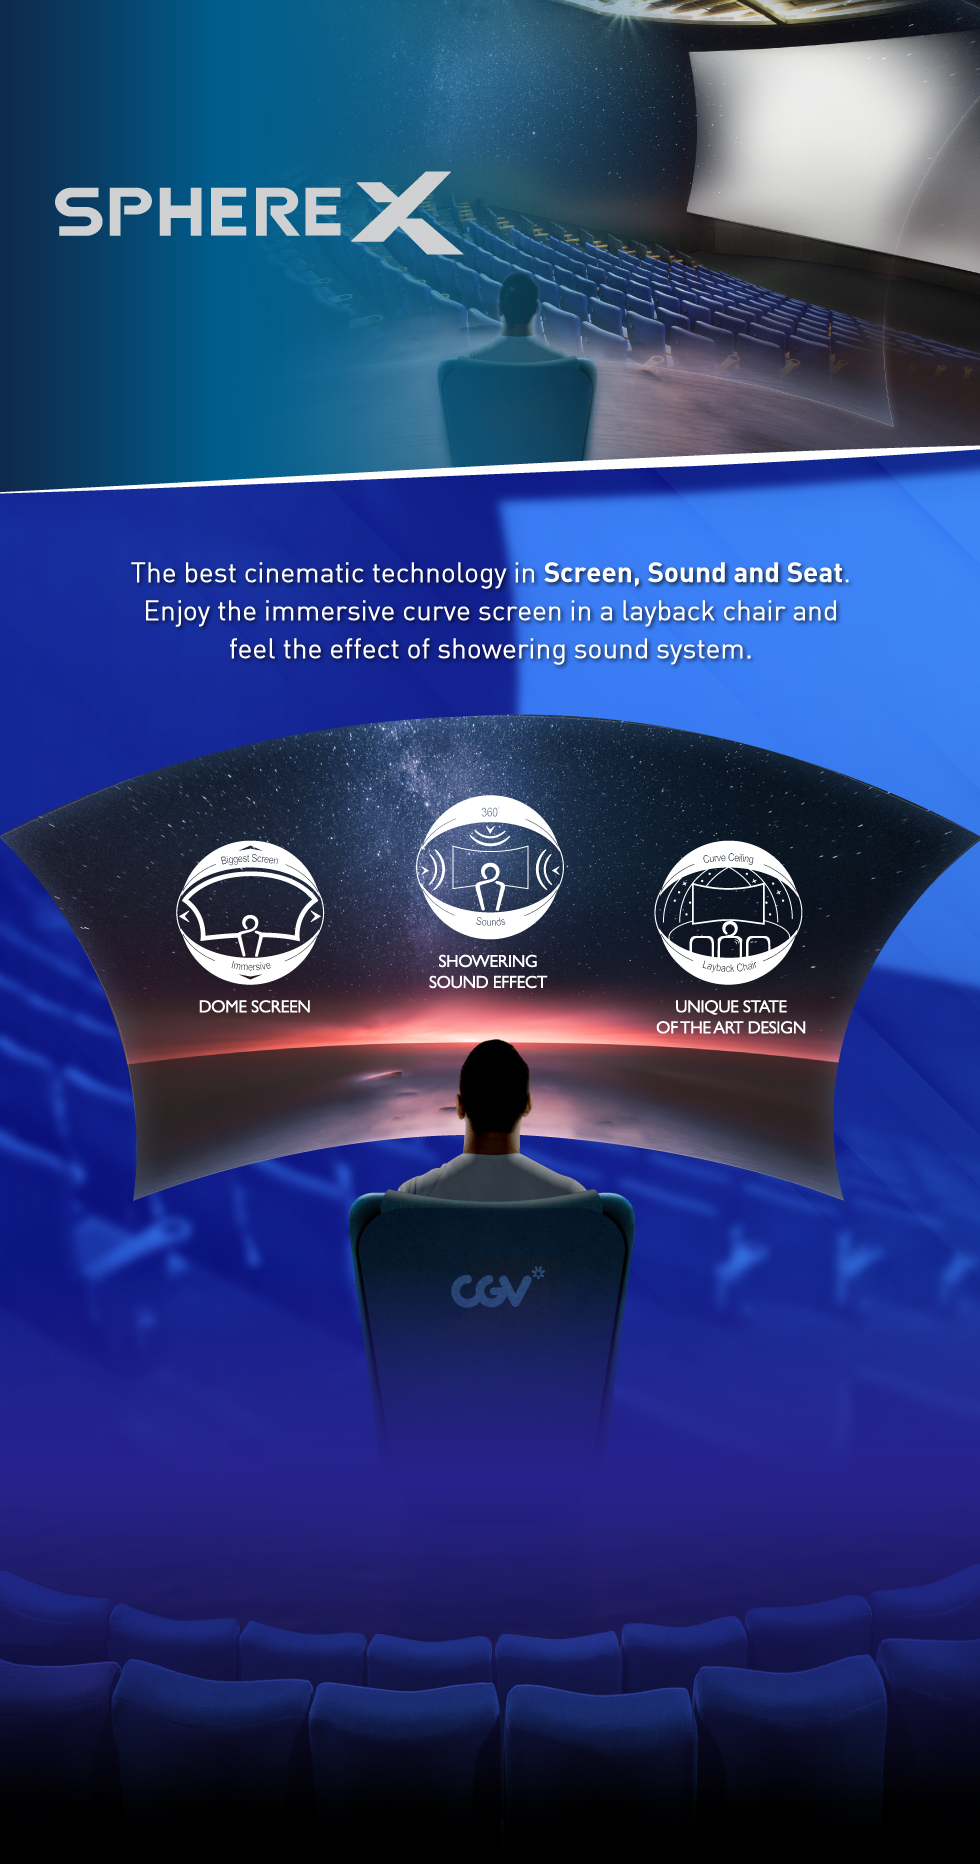 SPHEREX
The best cinematic technology in Screen, Sound and Seat.
Enjoy the immersive curve screen in a layback chair and
feel the effect of showering sound system.
360°
Sounds
SHOWERING
SOUND EFFECT
Biggest Screen
Immersive
DOME SCREEN
Curve Ceiling
Layback Chair
UNIQUE STATE
OF THE ART DESIGN
CGV